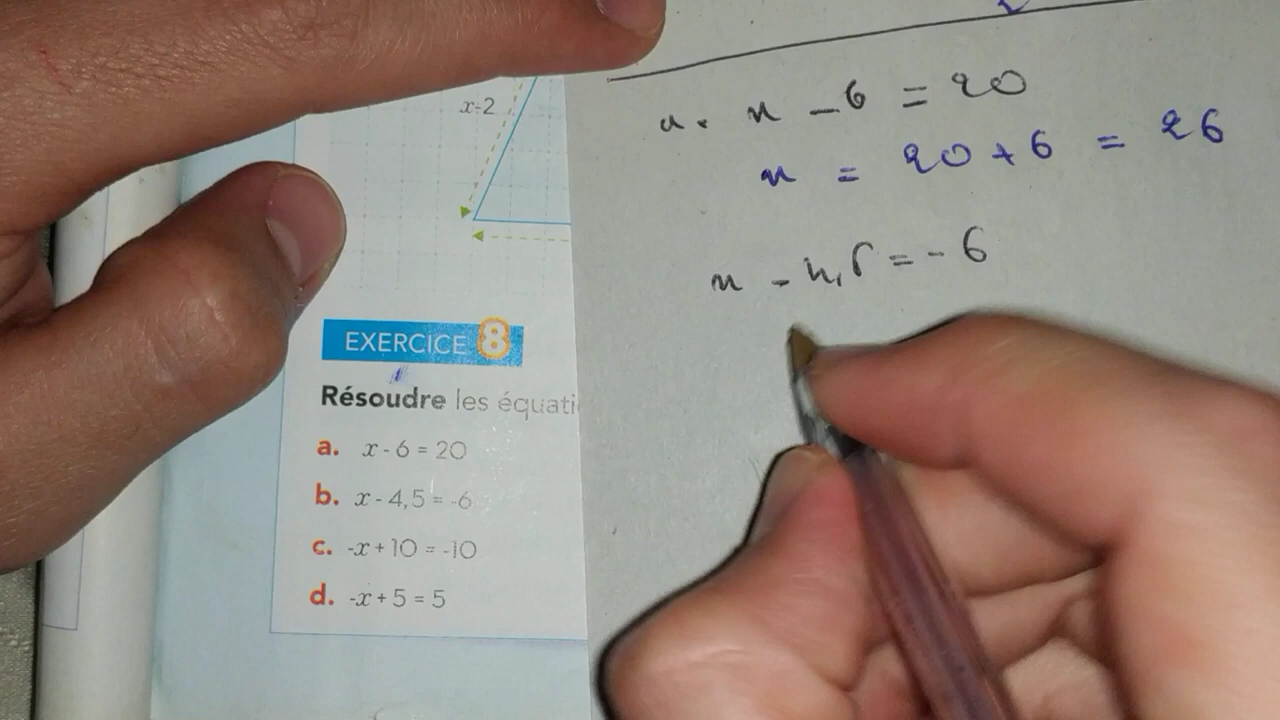 x-2
EXERCICE 8
Résoudre les équati
a. x - 6 = 20
b. x - 4,5 = -6
c. -x + 10 = -10
d. -x + 5 = 5
a. x - 6 = 20
x = 20 + 6 = 26
x - 4,5 = - 6